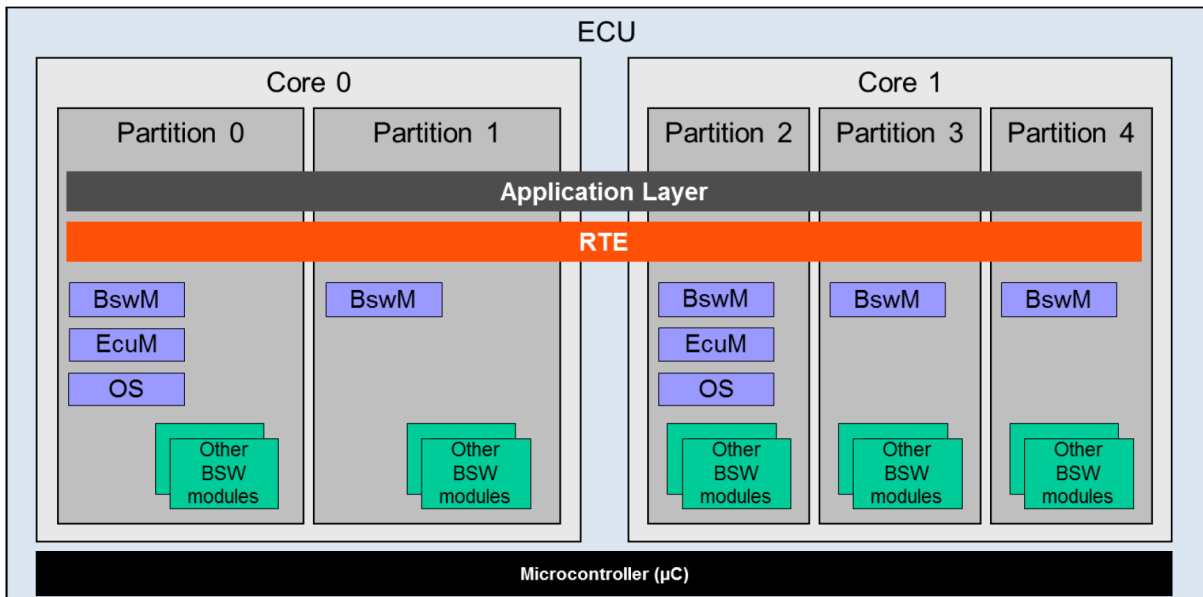 ECU
Core 0
Core 1
Partition 0
Partition 1
Partition 2
Partition 3
Partition 4
Application Layer
RTE
BswM
BswM
BswM
BswM
BswM
EcuM
EcuM
OS
OS
Other
BSW
modules
Other
BSW
modules
Other
BSW
modules
Other
BSW
modules
Other
BSW
modules
Microcontroller (µC)